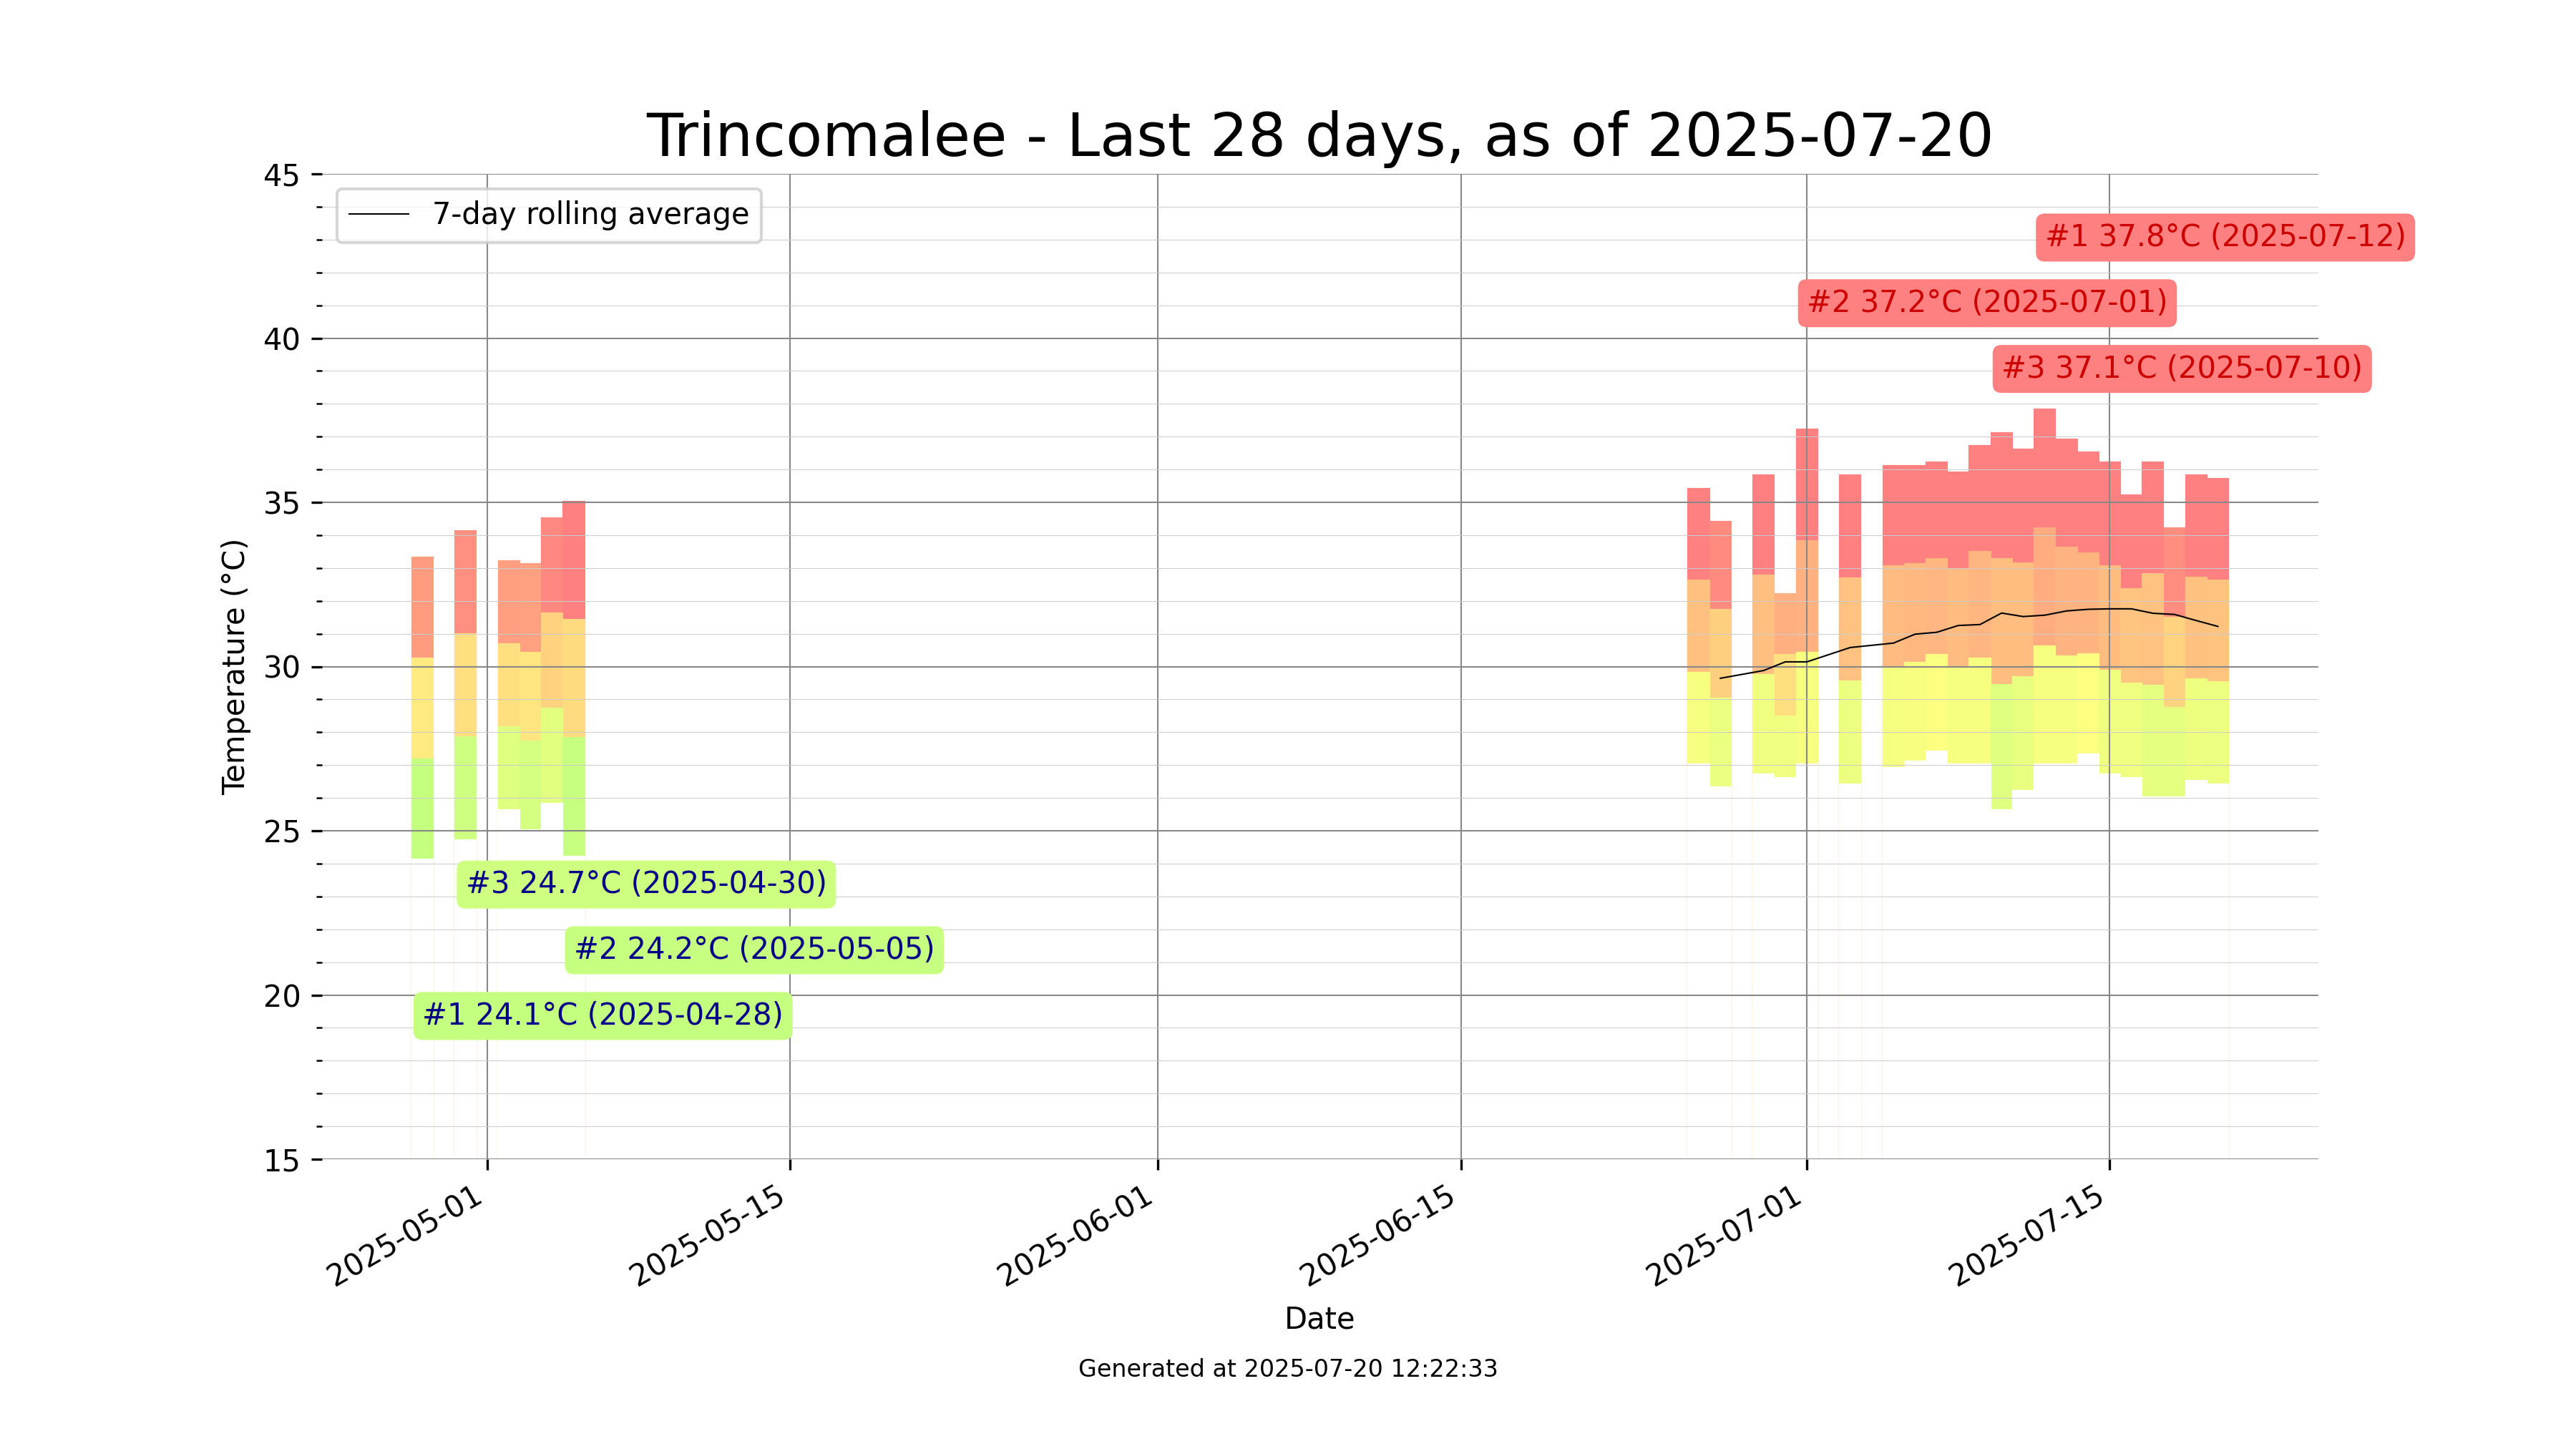 Trincomalee - Last 28 days, as of 2025-07-20
7-day rolling average
#1 37.8°C (2025-07-12)
#2 37.2°C (2025-07-01)
#3 37.1°C (2025-07-10)
#3 24.7°C (2025-04-30)
#2 24.2°C (2025-05-05)
#1 24.1°C (2025-04-28)
45
40
35
30
25
20
15
Temperature (°C)
2025-05-01
2025-05-15
2025-06-01
2025-06-15
2025-07-01
2025-07-15
Date
Generated at 2025-07-20 12:22:33